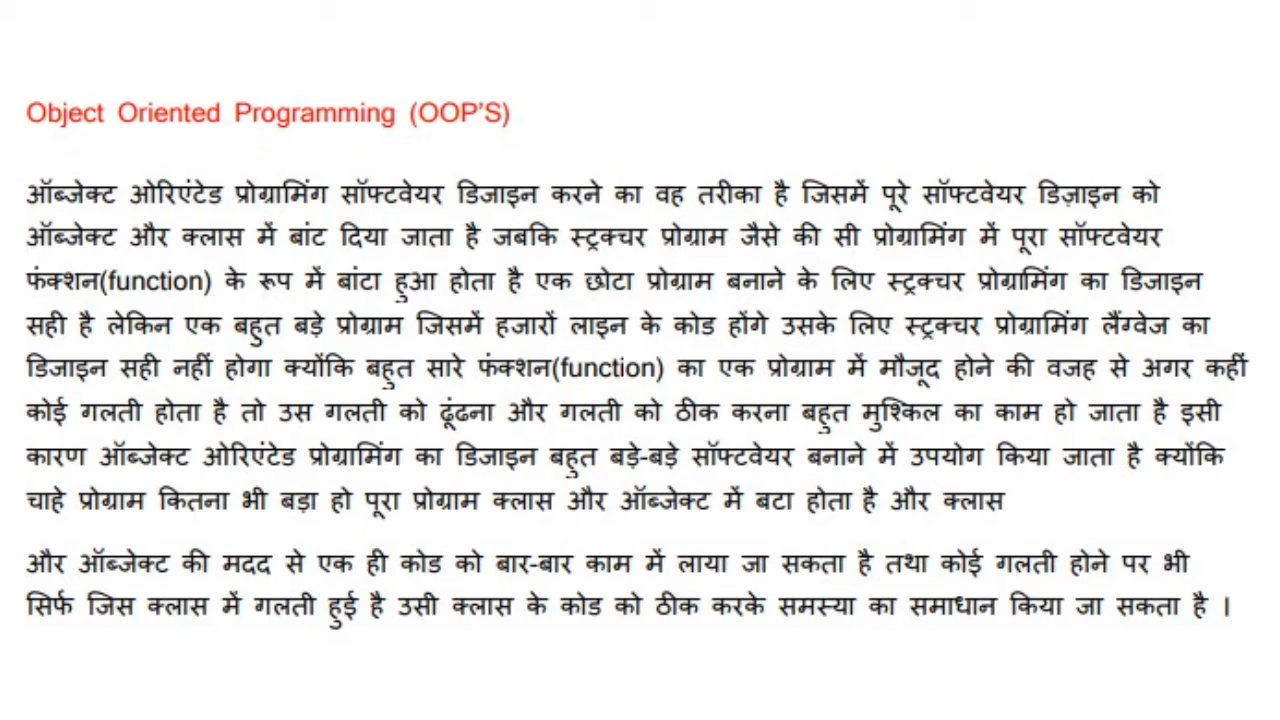 Object Oriented Programming (OOP’S)
ऑब्जेक्ट ओरिएंटेड प्रोग्रामिंग सॉफ्टवेयर डिजाइन करने का वह तरीका है जिसमें पूरे सॉफ्टवेयर डिज़ाइन को
ऑब्जेक्ट और क्लास में बांट दिया जाता है जबकि स्ट्रक्चर प्रोग्राम जैसे की सी प्रोग्रामिंग में पूरा सॉफ्टवेयर
फंक्शन(function) के रूप में बांटा हुआ होता है एक छोटा प्रोग्राम बनाने के लिए स्ट्रक्चर प्रोग्रामिंग का डिजाइन
सही है लेकिन एक बहुत बड़े प्रोग्राम जिसमें हजारों लाइन के कोड होंगे उसके लिए स्ट्रक्चर प्रोग्रामिंग लैंग्वेज का
डिजाइन सही नहीं होगा क्योंकि बहुत सारे फंक्शन(function) का एक प्रोग्राम में मौजूद होने की वजह से अगर कहीं
कोई गलती होता है तो उस गलती को ढूंढना और गलती को ठीक करना बहुत मुश्किल का काम हो जाता है इसी
कारण ऑब्जेक्ट ओरिएंटेड प्रोग्रामिंग का डिजाइन बहुत बड़े-बड़े सॉफ्टवेयर बनाने में उपयोग किया जाता है क्योंकि
चाहे प्रोग्राम कितना भी बड़ा हो पूरा प्रोग्राम क्लास और ऑब्जेक्ट में बटा होता है और क्लास
और ऑब्जेक्ट की मदद से एक ही कोड को बार-बार काम में लाया जा सकता है तथा कोई गलती होने पर भी
सिर्फ जिस क्लास में गलती हुई है उसी क्लास के कोड को ठीक करके समस्या का समाधान किया जा सकता है ।